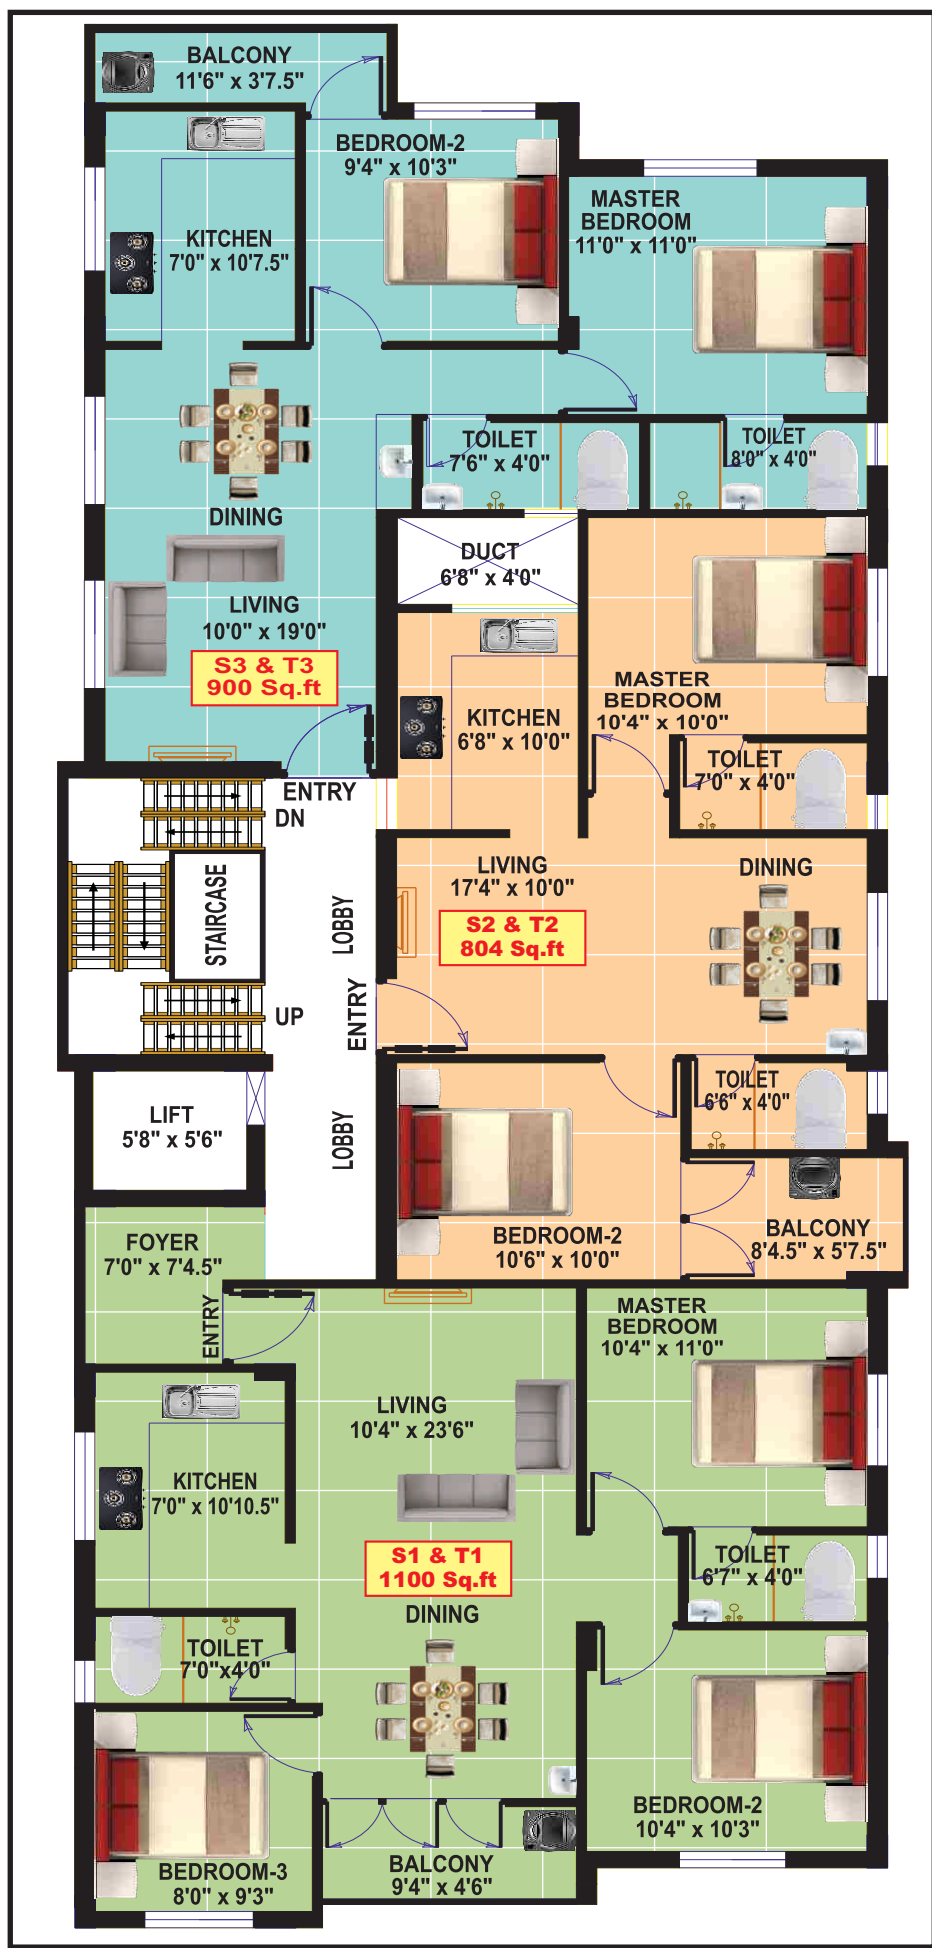 BALCONY
11'6" x 3'7.5"
BEDROOM-2
9'4" x 10'3"
MASTER
BEDROOM
11'0" x 11'0"
KITCHEN
7'0" x 10'7.5"
TOILET
7'6" x 4'0"
TOILET
8'0" x 4'0"
DINING
DUCT
6'8" x 4'0"
LIVING
10'0" x 19'0"
S3 & T3
900 Sq.ft
MASTER
BEDROOM
10'4" x 10'0"
KITCHEN
6'8" x 10'0"
TOILET
7'0" x 4'0"
ENTRY
DN
STAIRCASE
LOBBY
LIVING
17'4" x 10'0"
DINING
S2 & T2
804 Sq.ft
UP
ENTRY
TOILET
6'6" x 4'0"
LIFT
5'8" x 5'6"
LOBBY
BEDROOM-2
10'6" x 10'0"
BALCONY
8'4.5" x 5'7.5"
FOYER
7'0" x 7'4.5"
ENTRY
MASTER
BEDROOM
10'4" x 11'0"
LIVING
10'4" x 23'6"
KITCHEN
7'0" x 10'10.5"
S1 & T1
1100 Sq.ft
TOILET
6'7" x 4'0"
DINING
TOILET
7'0"x4'0"
BEDROOM-2
10'4" x 10'3"
BALCONY
9'4" x 4'6"
BEDROOM-3
8'0" x 9'3"